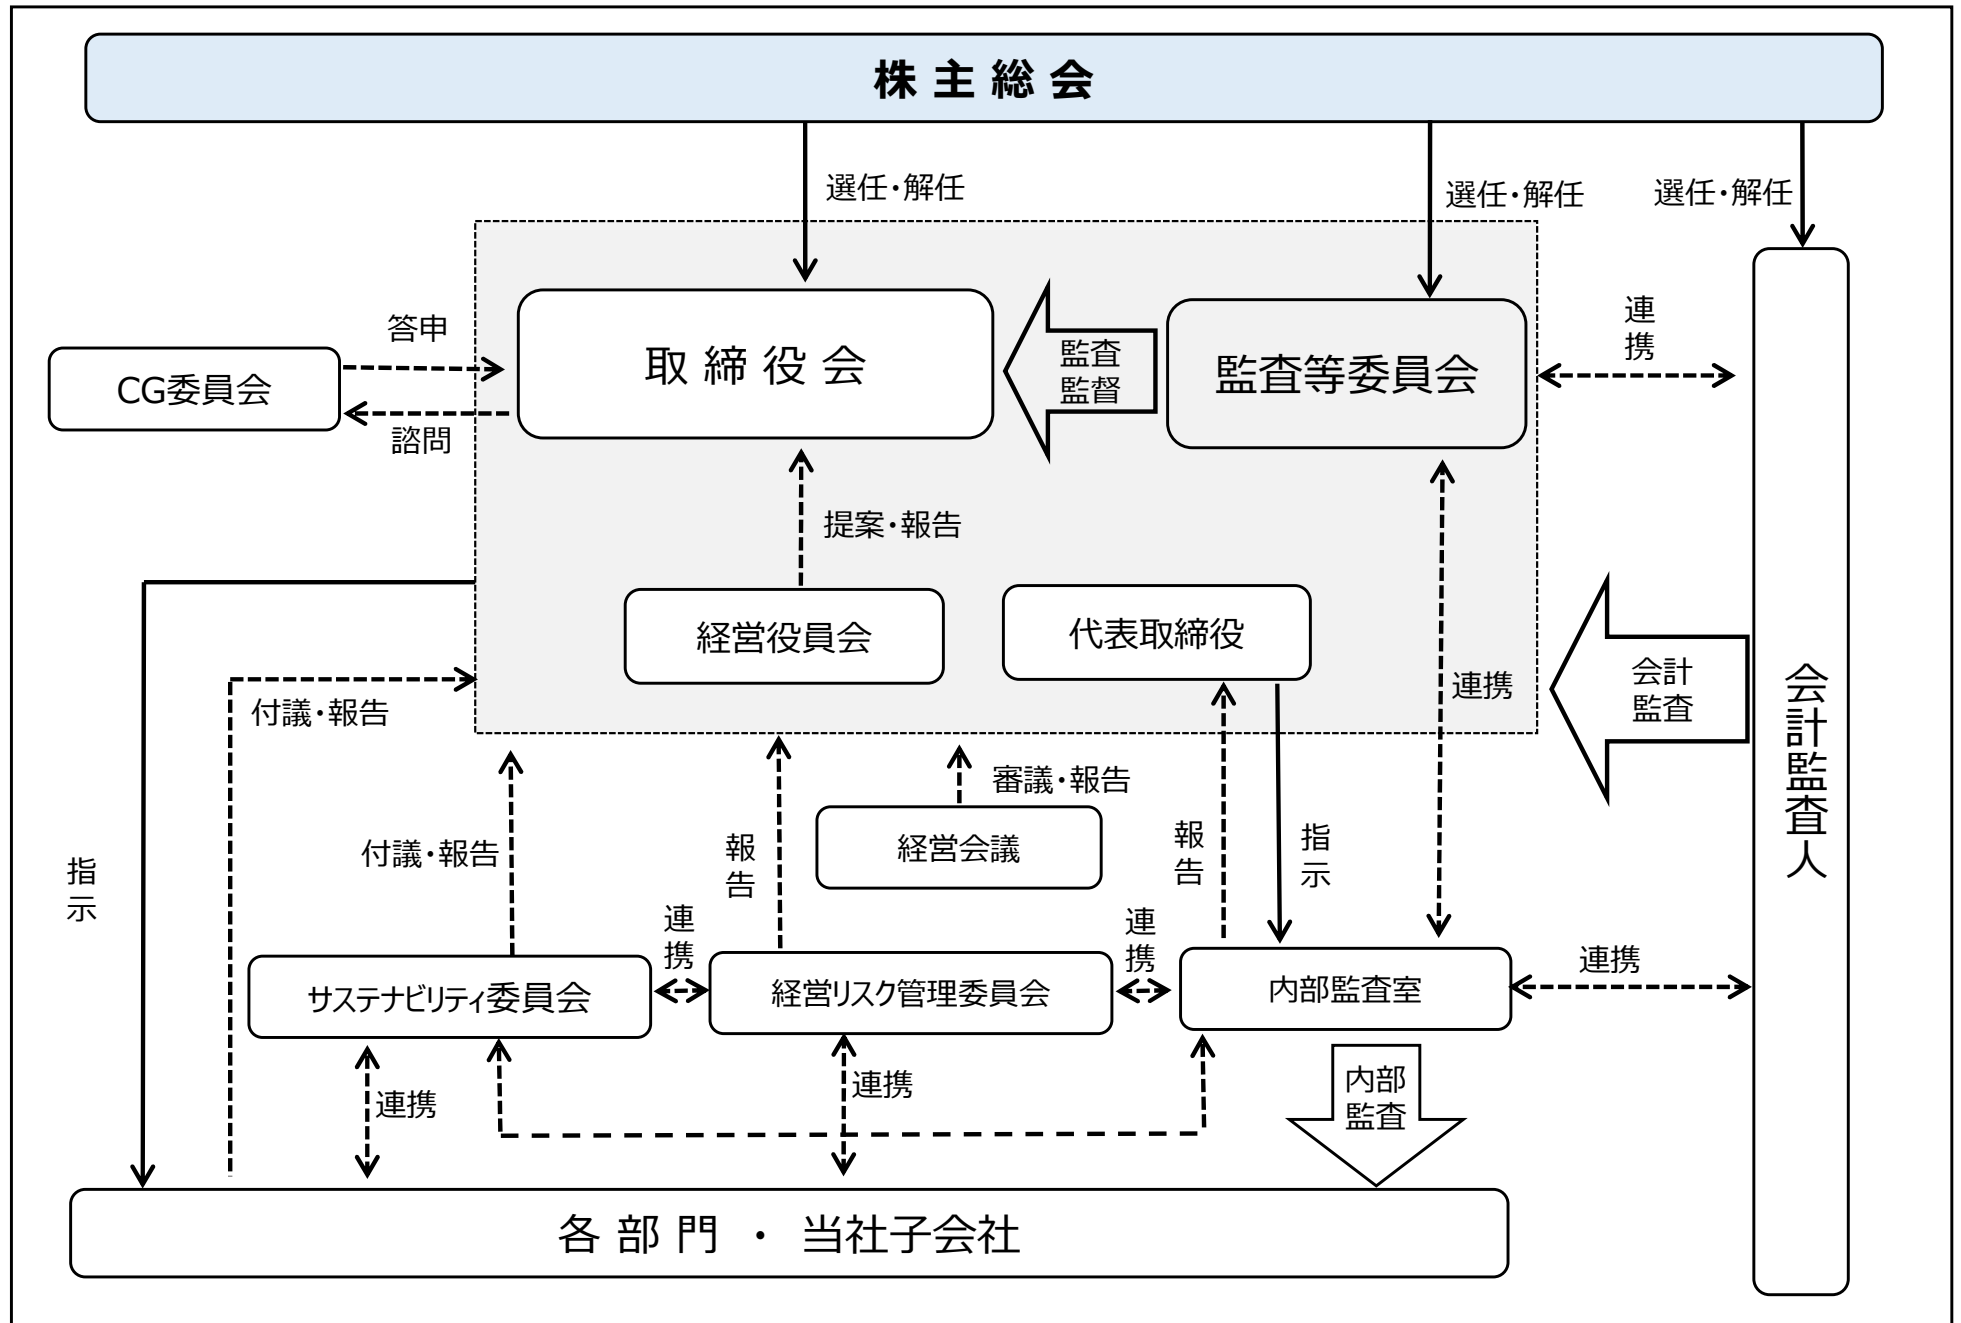 株 主 総 会
選任・解任
選任・解任
選任・解任
答申
CG委員会
諮問
取 締 役 会
監査
監督
監査等委員会
連
携
提案・報告
経営役員会
代表取締役
連携
会計
監査
会計監査人
付議・報告
審議・報告
経営会議
付議・報告
報
告
報
告
指
示
指
示
連
携
連
携
連携
サステナビリティ委員会
経営リスク管理委員会
内部監査室
連携
連携
内部
監査
各 部 門 ・ 当社子会社